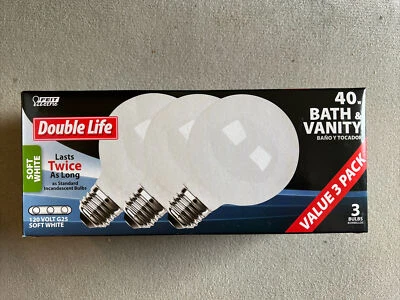 FEIT
Electric
Double Life
SOFT
WHITE
Lasts
Twice
As Long
as Standard
Incandescent Bulbs
120 VOLT G25
SOFT WHITE
40w
BATH &
VANITY
BAÑO Y TOCADOR
VALUE 3 PACK
3
BULBS